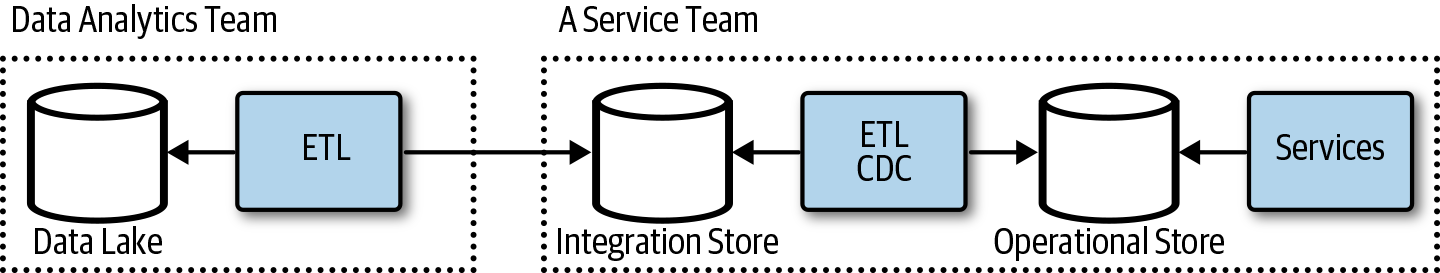 Data Analytics Team
A Service Team
ETL
ETL
CDC
Services
Data Lake
Integration Store
Operational Store